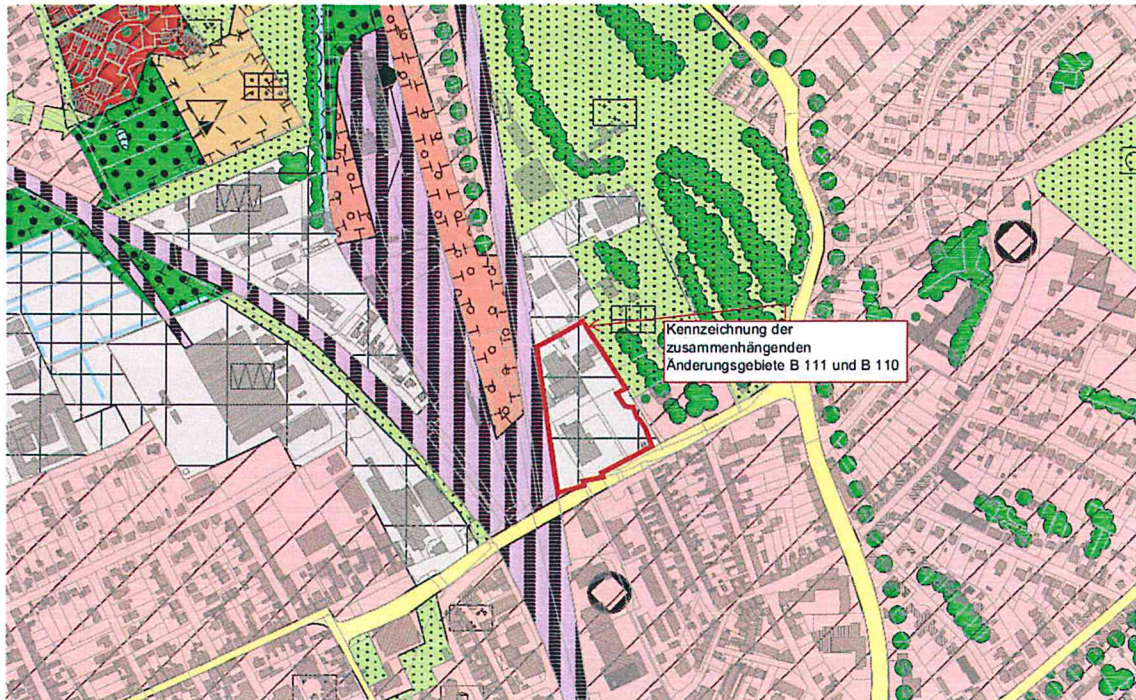 Kennzeichnung der
zusammenhängenden
Änderungsgebiete B 111 und B 110